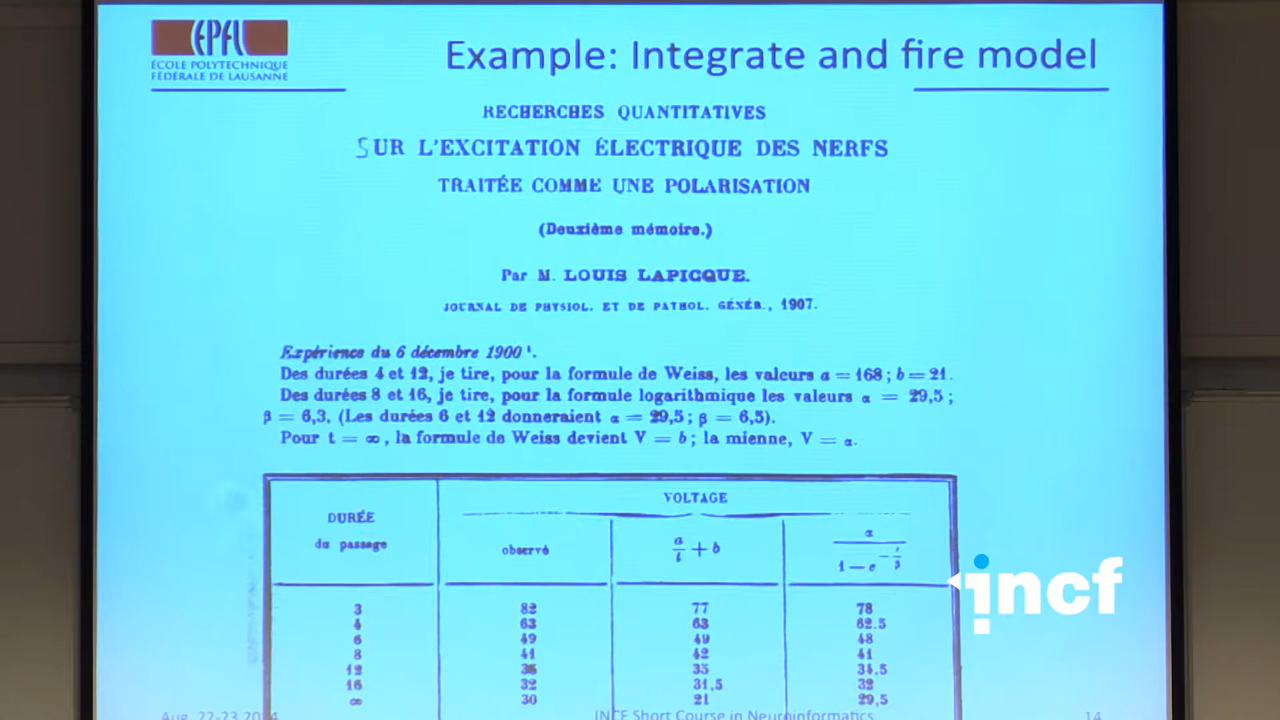 EPFL
ÉCOLE POLYTECHNIQUE
FÉDÉRALE DE LAUSANNE
Example: Integrate and fire model
RECHERCHES QUANTITATIVES
SUR L'EXCITATION ÉLECTRIQUE DES NERFS
TRAITÉE COMME UNE POLARISATION
(Deuxième mémoire.)
Par M. LOUIS LAPICQUE.
JOURNAL DE PHYSIOL. ET DE PATHOL. GÉNÉR., 1907.
Expérience du 6 décembre 1900¹.
Des durées 4 et 12, je tire, pour la formule de Weiss, les valeurs a = 168 ; b = 21.
Des durées 8 et 16, je tire, pour la formule logarithmique les valeurs α = 29,5 ;
β = 6,3. (Les durées 6 et 12 donneraient α = 29,5 ; β = 6,5).
Pour t = ∞, la formule de Weiss devient V = b ; la mienne, V = α.
DURÉE
du passage
VOLTAGE
observé
a/t + b
α/1 — e^−t/β
3 82 77 78
4 63 63 62.5
6 49 49 48
8 41 42 41
12 36 35 34,5
16 32 31,5 32
∞ 30 21 29,5
incf
Aug. 22-23 2014
INCF Short Course in Neuroinformatics
14